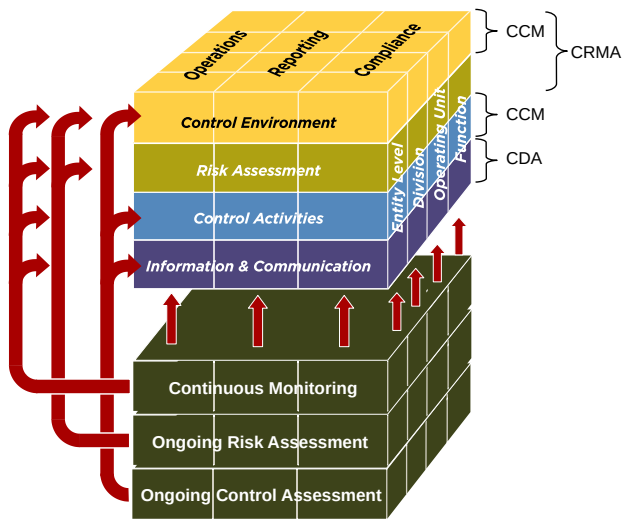 Operations
Reporting
Compliance
CCM
CRMA
CCM
CDA
Control Environment
Risk Assessment
Control Activities
Information & Communication
Entity Level
Division
Operating Unit
Function
Continuous Monitoring
Ongoing Risk Assessment
Ongoing Control Assessment